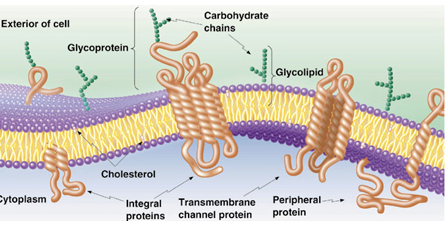 Exterior of cell
Carbohydrate
chains
Glycoprotein
Glycolipid
Cholesterol
Cytoplasm
Integral
proteins
Transmembrane
channel protein
Peripheral
protein